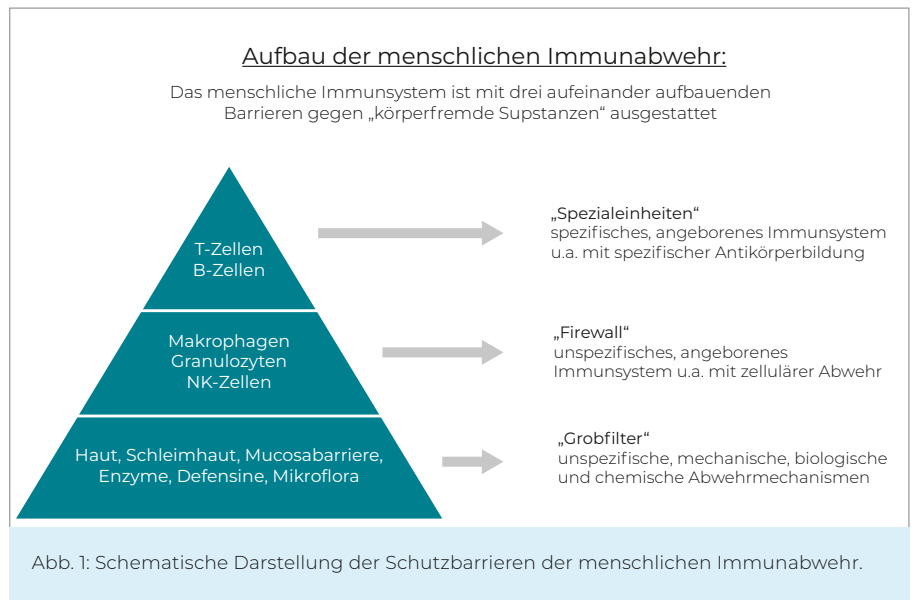 Aufbau der menschlichen Immunabwehr:
Das menschliche Immunsystem ist mit drei aufeinander aufbauenden
Barrieren gegen „körperfremde Supstanzen“ ausgestattet
T-Zellen
B-Zellen
„Spezialeinheiten“
spezifisches, angeborenes Immunsystem
u.a. mit spezifischer Antikörperbildung
Makrophagen
Granulozyten
NK-Zellen
„Firewall“
unspezifisches, angeborenes
Immunsystem u.a. mit zellulärer Abwehr
Haut, Schleimhaut, Mucosabarriere,
Enzyme, Defensine, Mikroflora
„Grobfilter“
unspezifische, mechanische, biologische
und chemische Abwehrmechanismen
Abb. 1: Schematische Darstellung der Schutzbarrieren der menschlichen Immunabwehr.